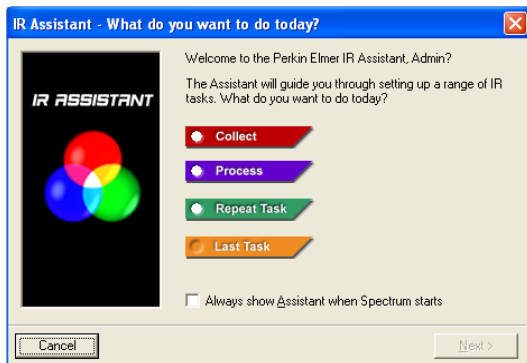 IR Assistant - What do you want to do today?
IR ASSISTANT
Welcome to the Perkin Elmer IR Assistant, Admin?
The Assistant will guide you through setting up a range of IR
tasks. What do you want to do today?
Collect
Process
Repeat Task
Last Task
Always show Assistant when Spectrum starts
Cancel
Next >